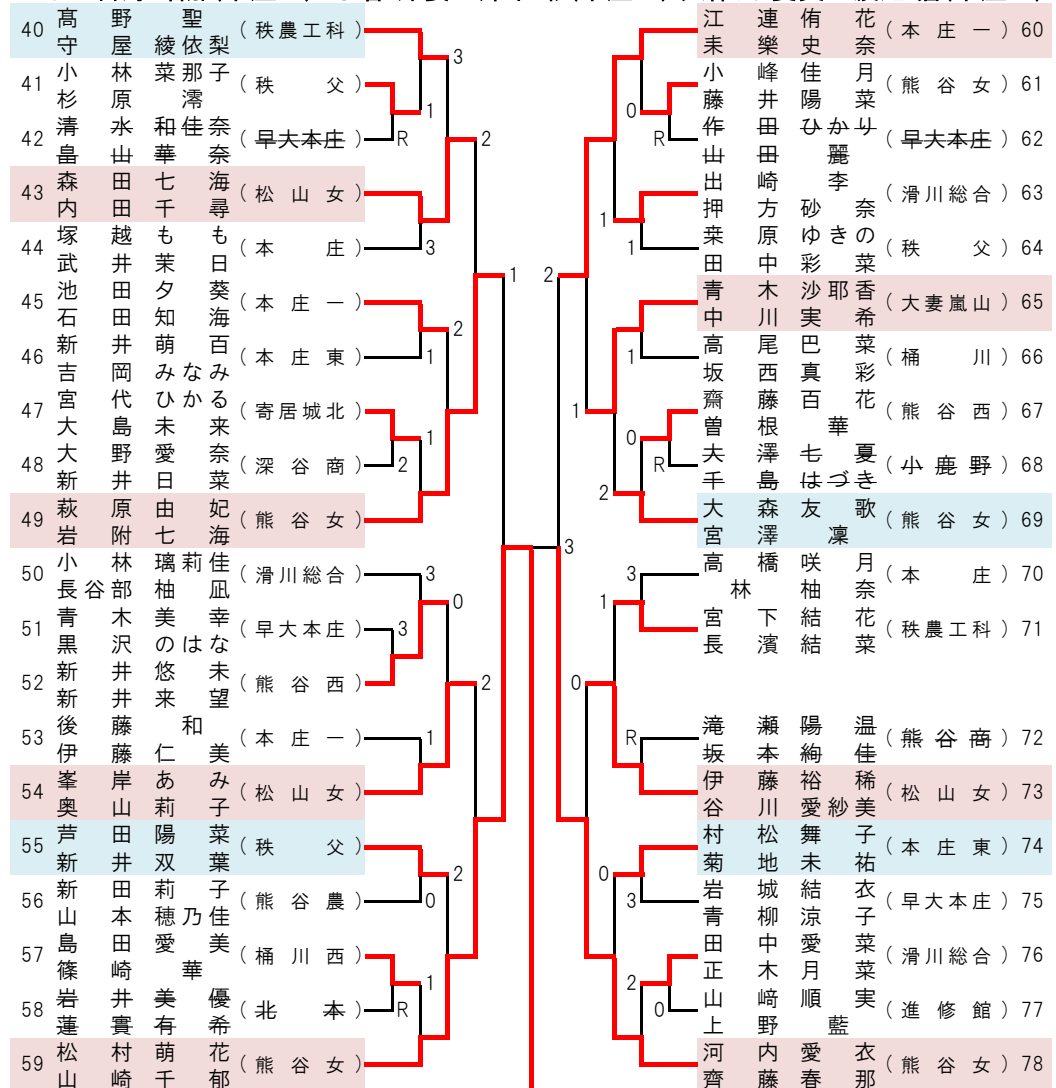 40 髙野聖 守屋綾依梨 (秩農工科)
41 小林菜那子 杉原澪 (秩父)
42 清水和佳奈 畠山華奈 (早大本庄) R
43 森田七海 内田千尋 (松山女)
44 塚越もも 武井茉日 (本庄)
45 池田夕葵 石田知海 (本庄一)
46 新井萌百 吉岡みなみ (本庄東)
47 宮代ひかる 大島未来 (寄居城北)
48 大野愛奈 新井日菜 (深谷商)
49 萩原由妃 岩附七海 (熊谷女)
50 小林璃莉佳 長谷部柚凪 (滑川総合)
51 青木美幸 黒沢のはな (早大本庄)
52 新井悠未 新井来望 (熊谷西)
53 後藤和 伊藤仁美 (本庄一)
54 峯岸あみ 奥山莉子 (松山女)
55 芦田陽菜 新井双葉 (秩父)
56 新田莉子 山本穂乃佳 (熊谷農)
57 島田愛美 篠崎華 (桶川西)
58 岩井美優 蓮實有希 (北本) R
59 松村萌花 山崎千郁 (熊谷女)
3
1
2
3
1
2
1
1
2
3
0
3
2
1
2
0
1
江連侑花 耒樂史奈 (本庄一) 60
小峰佳月 藤井陽菜 (熊谷女) 61
作田ひかり 山田麗 (早大本庄) 62 R
出崎李 押方砂奈 (滑川総合) 63
桒原ゆきの 田中彩菜 (秩父) 64
青木沙耶香 中川実希 (大妻嵐山) 65
高尾巴菜 坂西真彩 (桶川) 66
齋藤百花 曽根華 (熊谷西) 67
大澤七夏 千島はづき (小鹿野) 68 R
大森友歌 宮澤凜 (熊谷女) 69
高橋咲月 林柚奈 (本庄) 70
宮下結花 長濱結菜 (秩農工科) 71
滝瀬陽温 坂本絢佳 (熊谷商) 72 R
伊藤裕稀 谷川愛紗美 (松山女) 73
村松舞子 菊地未祐 (本庄東) 74
岩城結衣 青柳涼子 (早大本庄) 75
田中愛菜 正木月菜 (滑川総合) 76
山﨑順実 上野藍 (進修館) 77
河内愛衣 齊藤春那 (熊谷女) 78
0
1
1
2
1
1
0
2
3
3
1
0
0
3
2
0